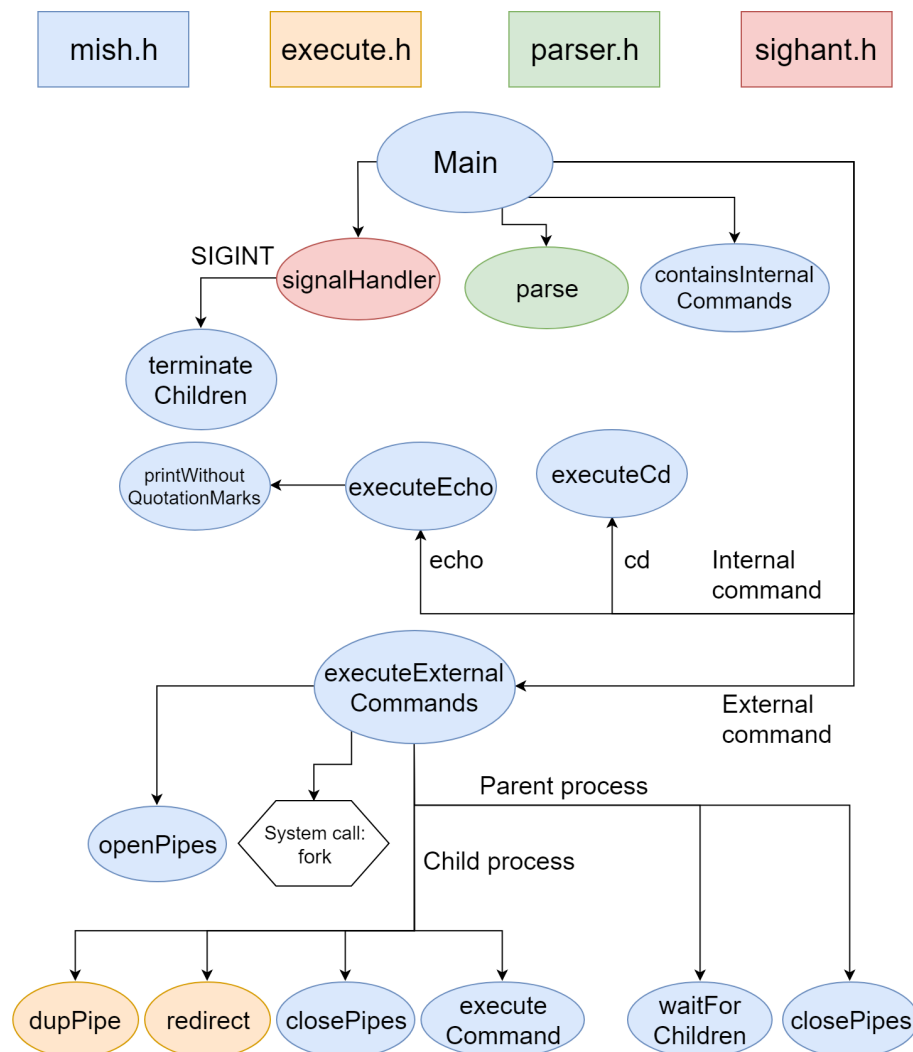 mish.h
execute.h
parser.h
sighant.h
Main
SIGINT
signalHandler
parse
containsInternal
Commands
terminate
Children
printWithout
QuotationMarks
executeEcho
executeCd
echo
cd
Internal
command
executeExternal
Commands
External
command
Parent process
System call:
fork
openPipes
Child process
dupPipe
redirect
closePipes
execute
Command
waitFor
Children
closePipes